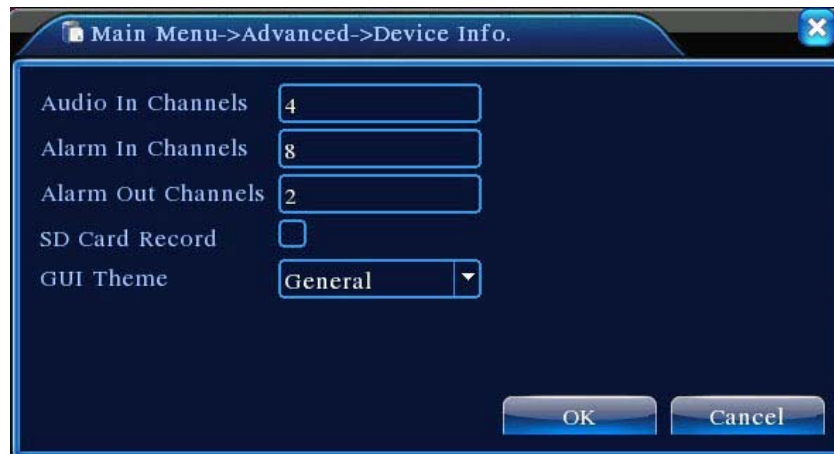 Main Menu->Advanced->Device Info.
Audio In Channels 4
Alarm In Channels 8
Alarm Out Channels 2
SD Card Record
GUI Theme General
OK Cancel